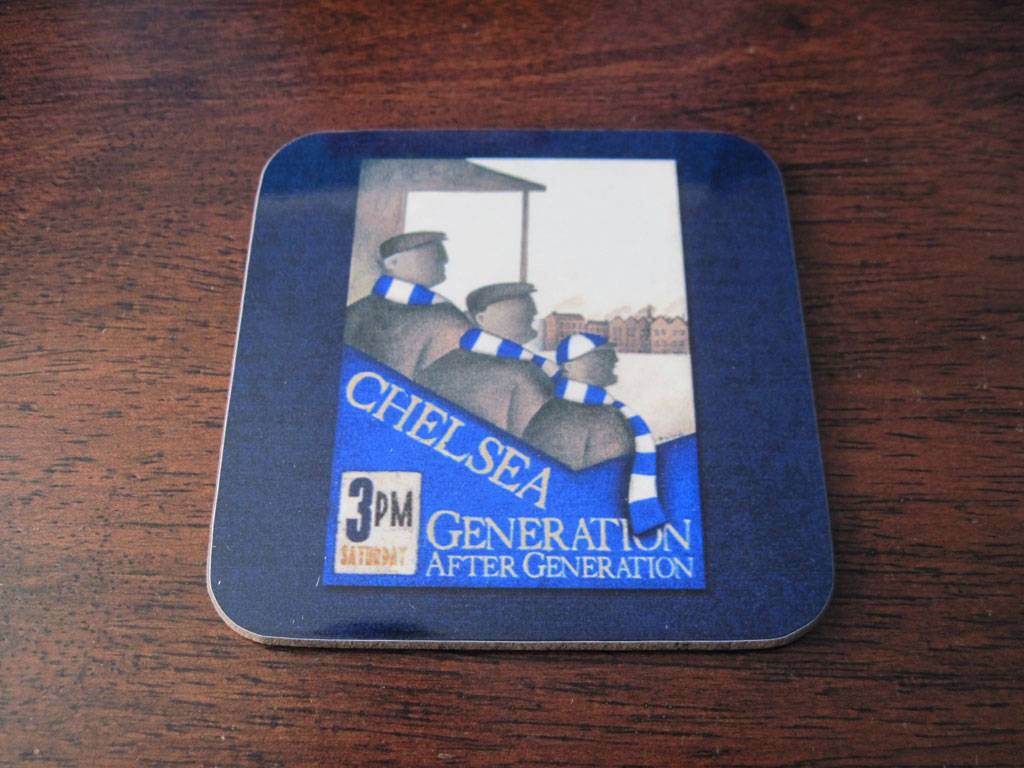 CHELSEA
3PM
SATURDAY
GENERATION
AFTER GENERATION